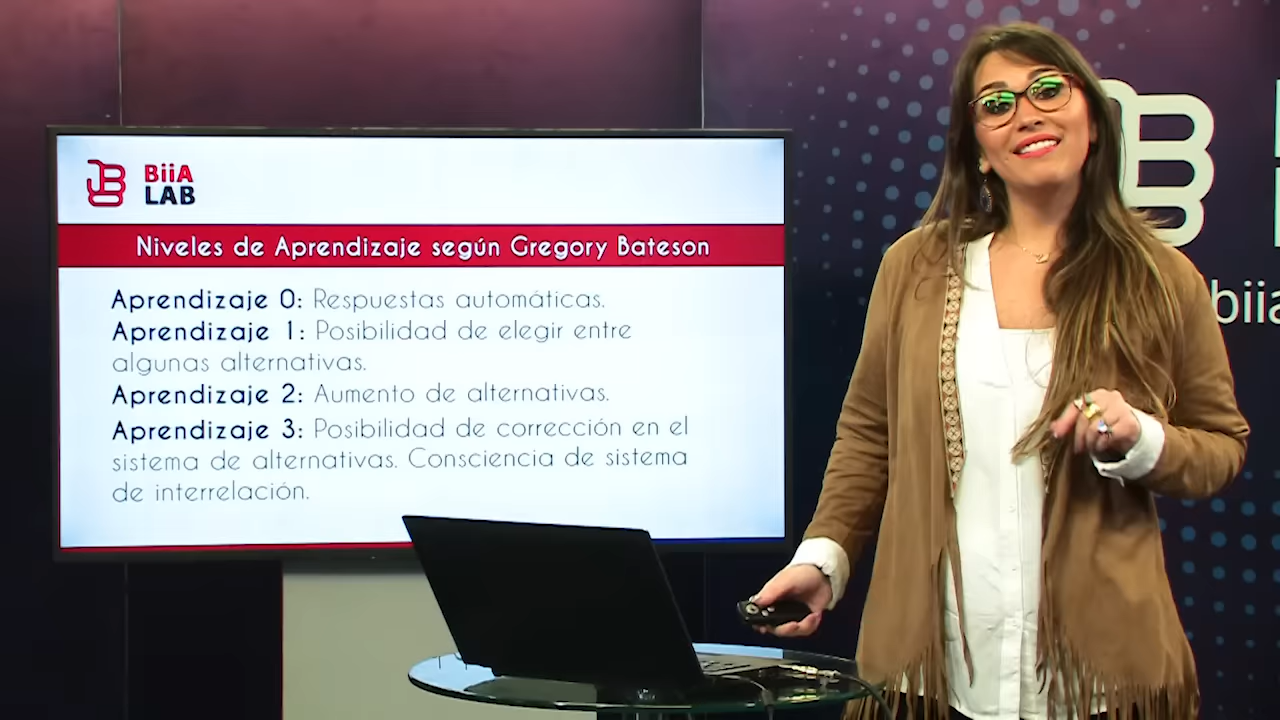 BiiA
LAB
Niveles de Aprendizaje según Gregory Bateson
Aprendizaje 0: Respuestas automáticas.
Aprendizaje 1: Posibilidad de elegir entre
algunas alternativas.
Aprendizaje 2: Aumento de alternativas.
Aprendizaje 3: Posibilidad de corrección en el
sistema de alternativas. Consciencia de sistema
de interrelación.
biia